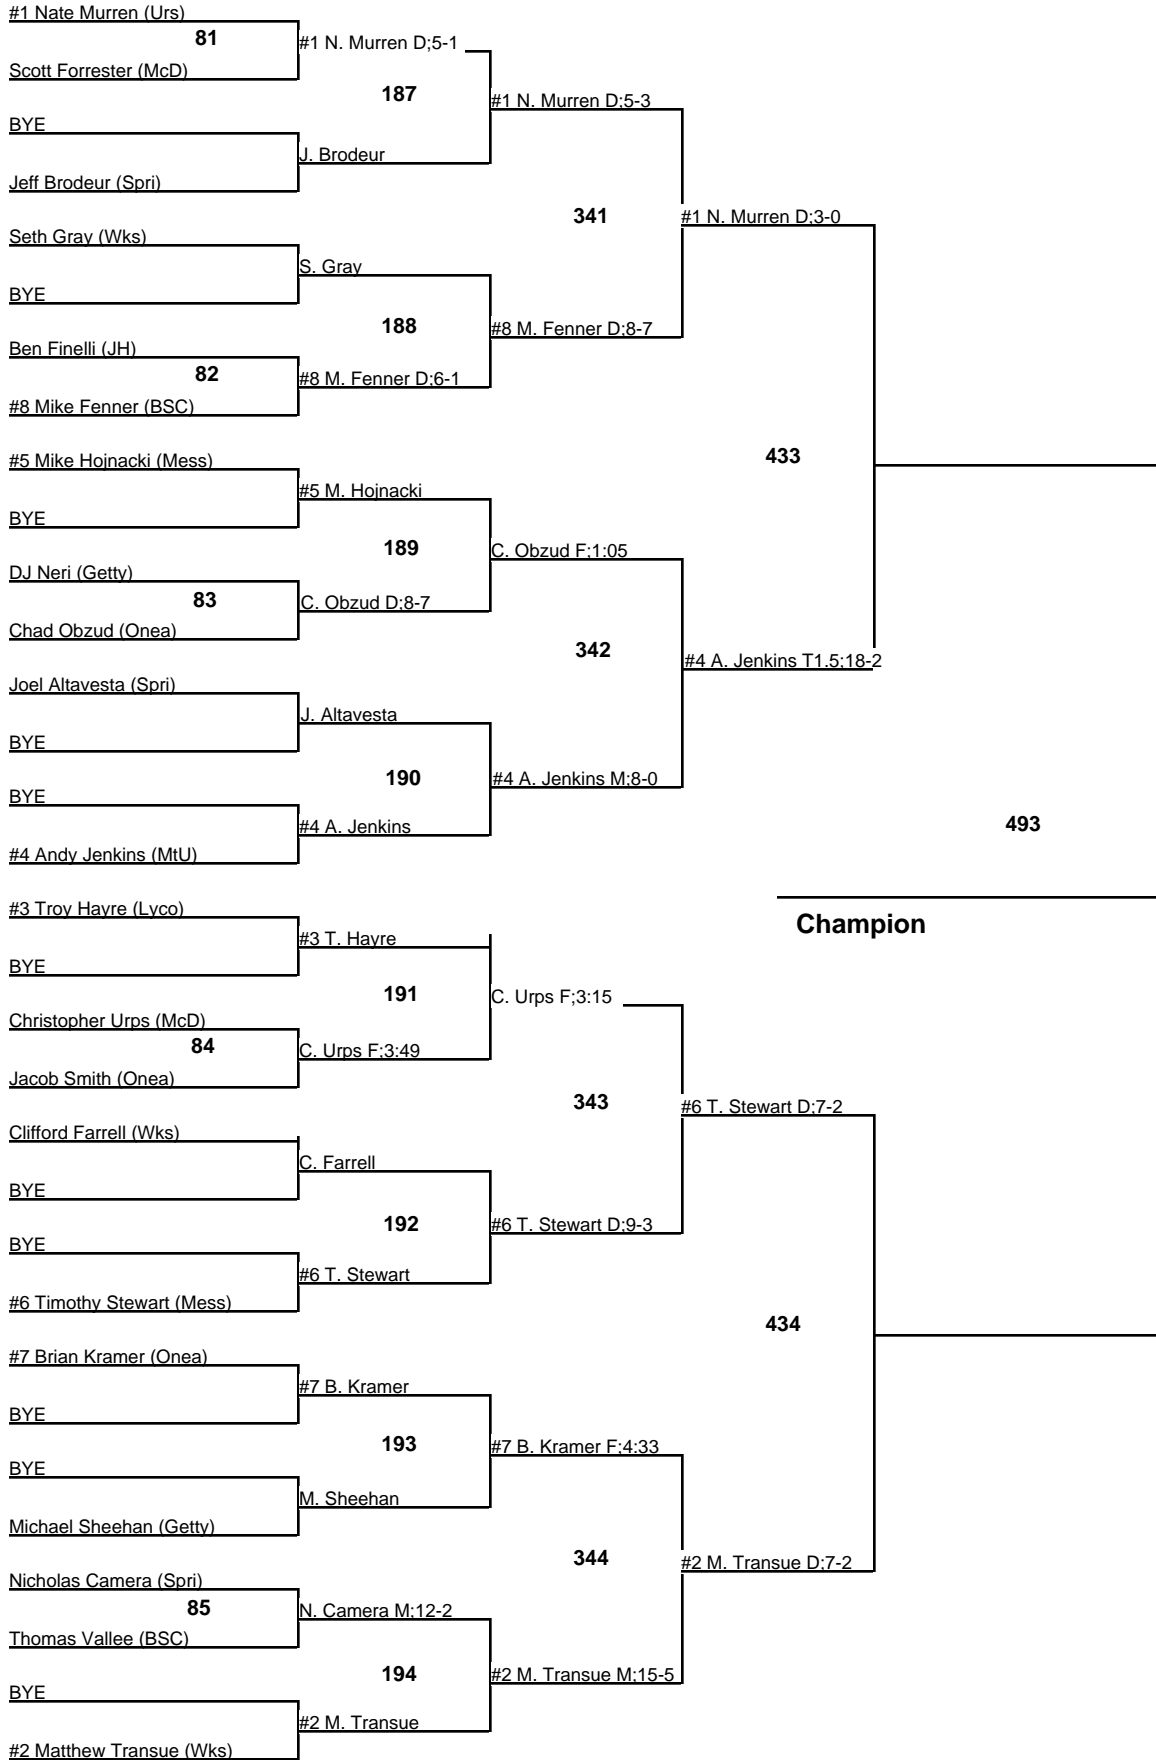 #1 Nate Murren (Urs)
81
#1 N. Murren D;5-1
Scott Forrester (McD)
187
#1 N. Murren D;5-3
BYE
J. Brodeur
Jeff Brodeur (Spri)
341
#1 N. Murren D;3-0
Seth Gray (Wks)
S. Gray
BYE
188
#8 M. Fenner D;8-7
Ben Finelli (JH)
82
#8 M. Fenner D;6-1
#8 Mike Fenner (BSC)
433
#5 Mike Hojnacki (Mess)
#5 M. Hojnacki
BYE
189
C. Obzud F;1:05
DJ Neri (Getty)
83
C. Obzud D;8-7
Chad Obzud (Onea)
342
#4 A. Jenkins T1.5;18-2
Joel Altavesta (Spri)
J. Altavesta
BYE
190
#4 A. Jenkins M;8-0
BYE
#4 A. Jenkins
493
#4 Andy Jenkins (MtU)
#3 Troy Hayre (Lyco)
Champion
#3 T. Hayre
BYE
191
C. Urps F;3:15
Christopher Urps (McD)
84
C. Urps F;3:49
Jacob Smith (Onea)
343
#6 T. Stewart D;7-2
Clifford Farrell (Wks)
C. Farrell
BYE
192
#6 T. Stewart D;9-3
BYE
#6 T. Stewart
#6 Timothy Stewart (Mess)
434
#7 Brian Kramer (Onea)
#7 B. Kramer
BYE
193
#7 B. Kramer F;4:33
BYE
M. Sheehan
Michael Sheehan (Getty)
344
#2 M. Transue D;7-2
Nicholas Camera (Spri)
85
N. Camera M;12-2
Thomas Vallee (BSC)
194
#2 M. Transue M;15-5
BYE
#2 M. Transue
#2 Matthew Transue (Wks)